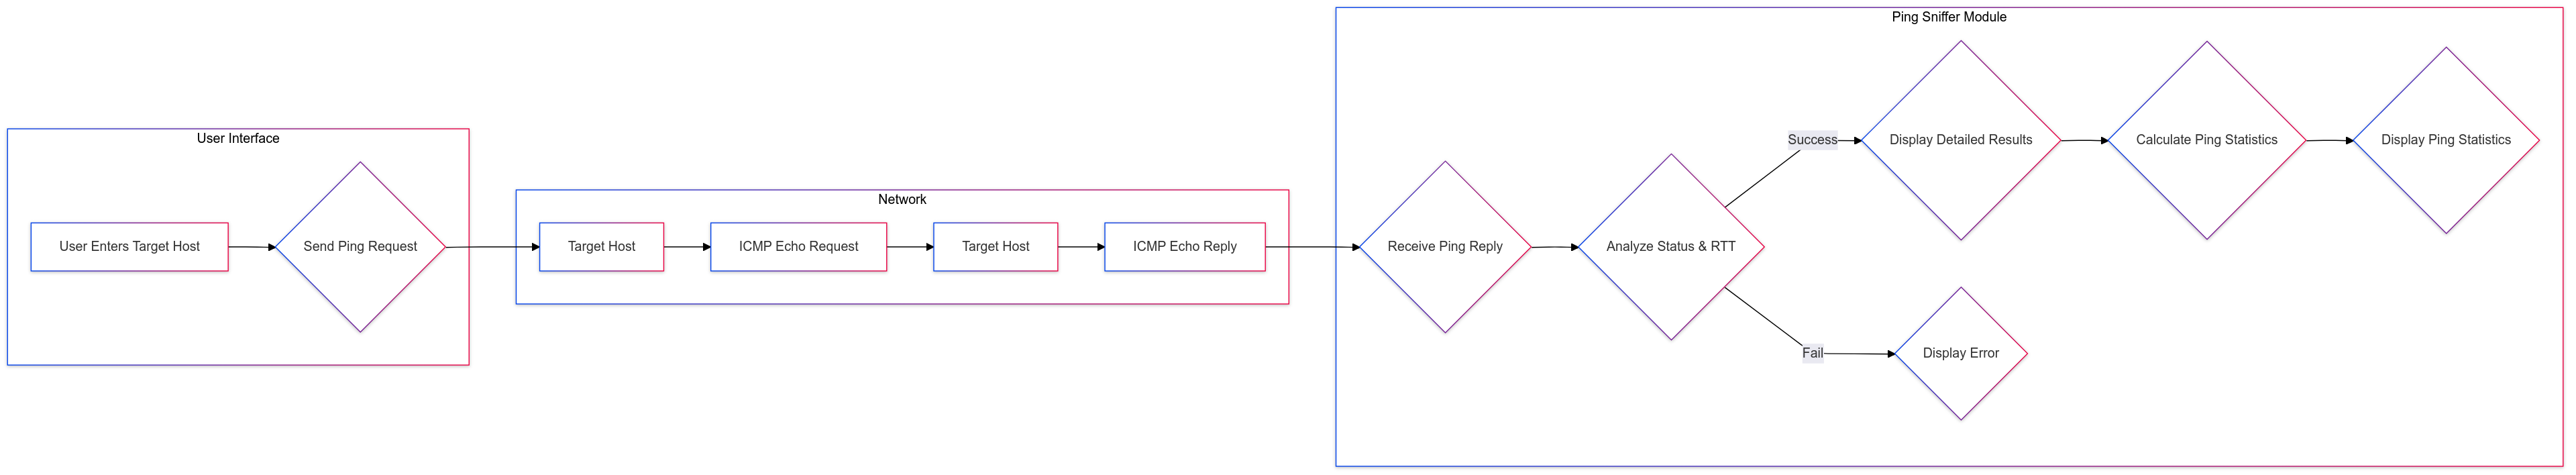 User Interface
User Enters Target Host
Send Ping Request
Network
Target Host
ICMP Echo Request
Target Host
ICMP Echo Reply
Ping Sniffer Module
Receive Ping Reply
Analyze Status & RTT
Success
Display Detailed Results
Calculate Ping Statistics
Display Ping Statistics
Fail
Display Error